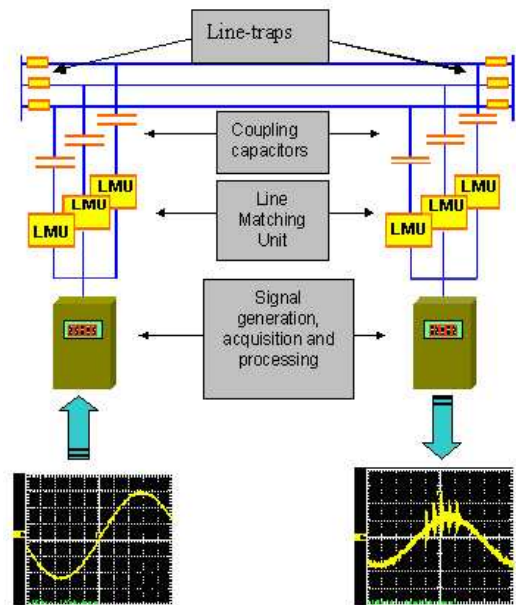 Line-traps
Coupling
capacitors
LMU
LMU
LMU
LMU
LMU
LMU
Line
Matching
Unit
Signal
generation,
acquisition and
processing